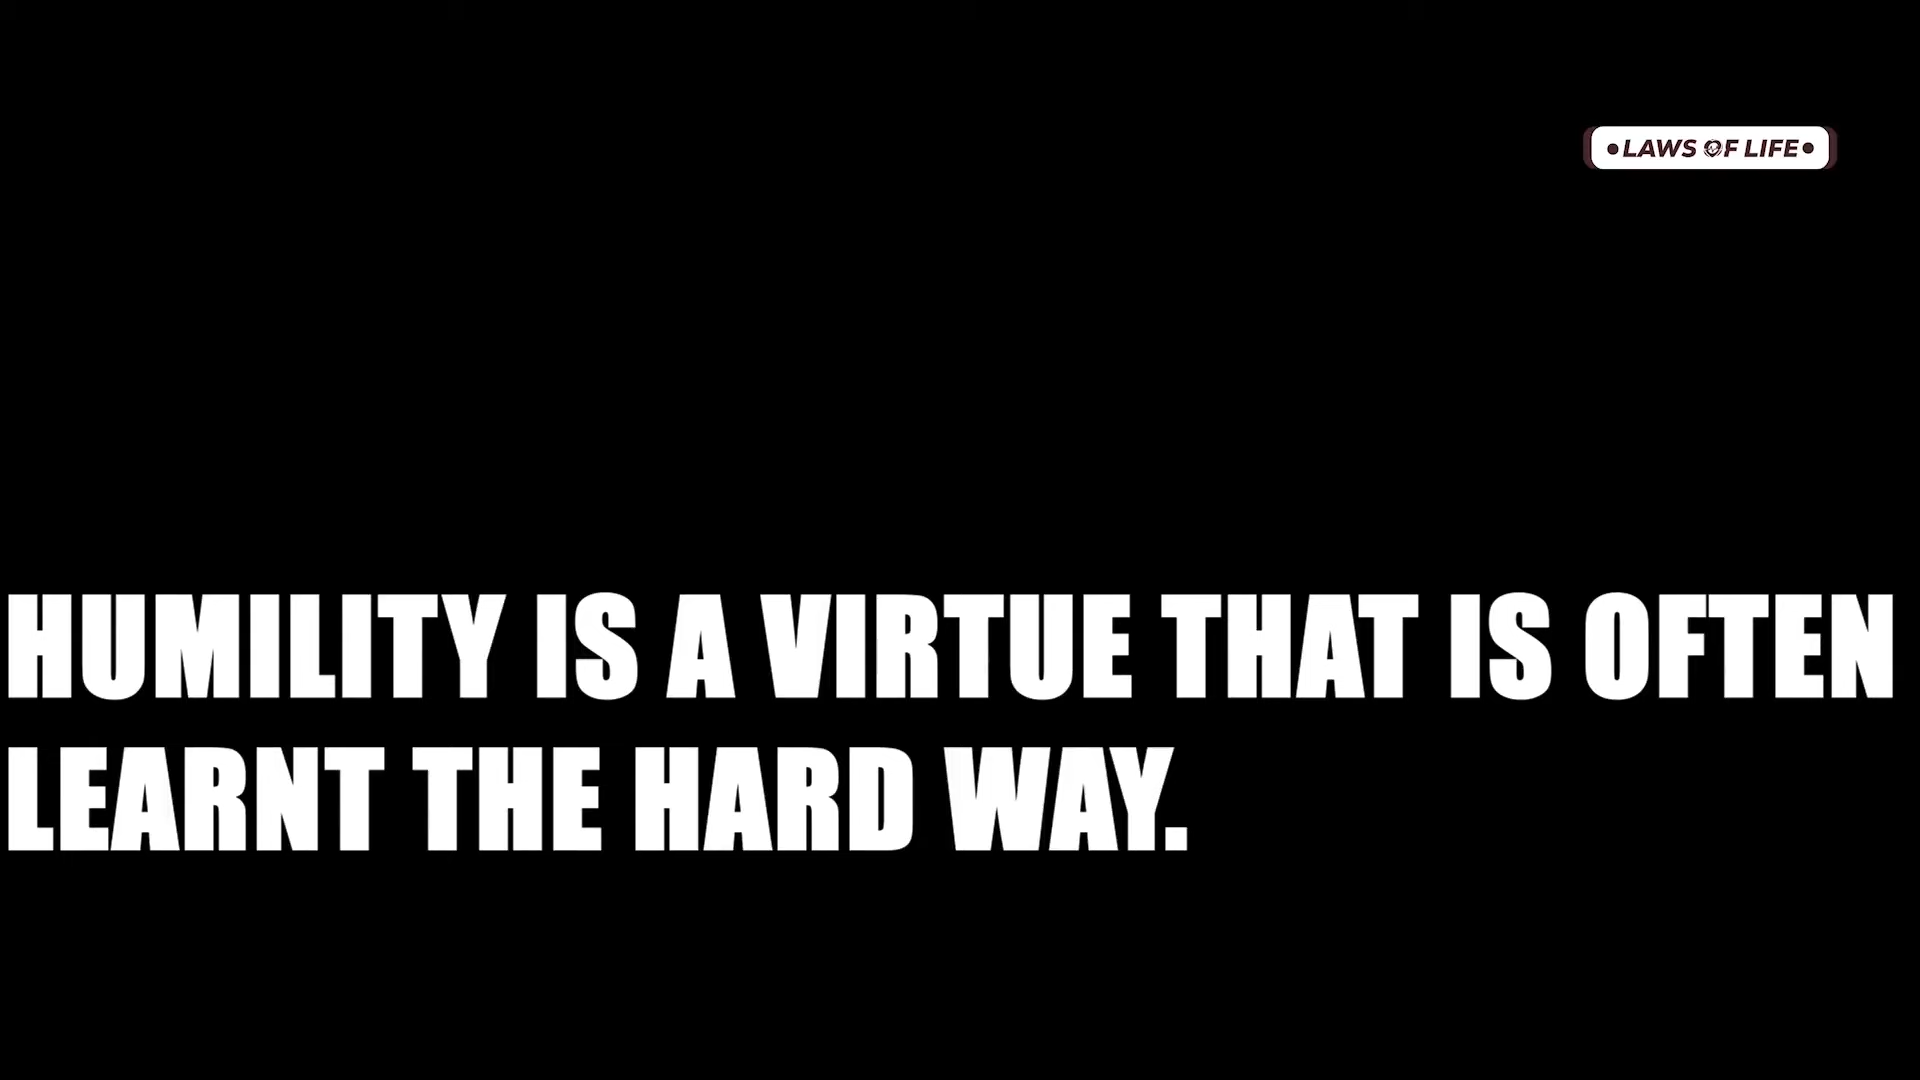 •LAWS OF LIFE•
HUMILITY IS A VIRTUE THAT IS OFTEN
LEARNT THE HARD WAY.